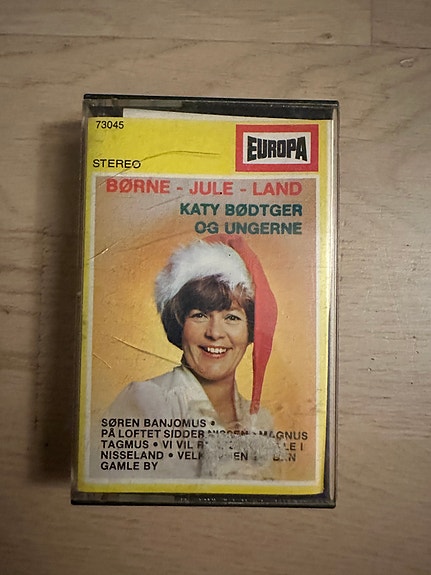 73045
EUROPA
STEREO
BØRNE - JULE - LAND
KATY BØDTGER
OG UNGERNE
SØREN BANJOMUS •
PÅ LOFTET SIDDER NISSEN • MAGNUS
TAGMUS • VI VIL I
NISSELAND •
GAMLE BY